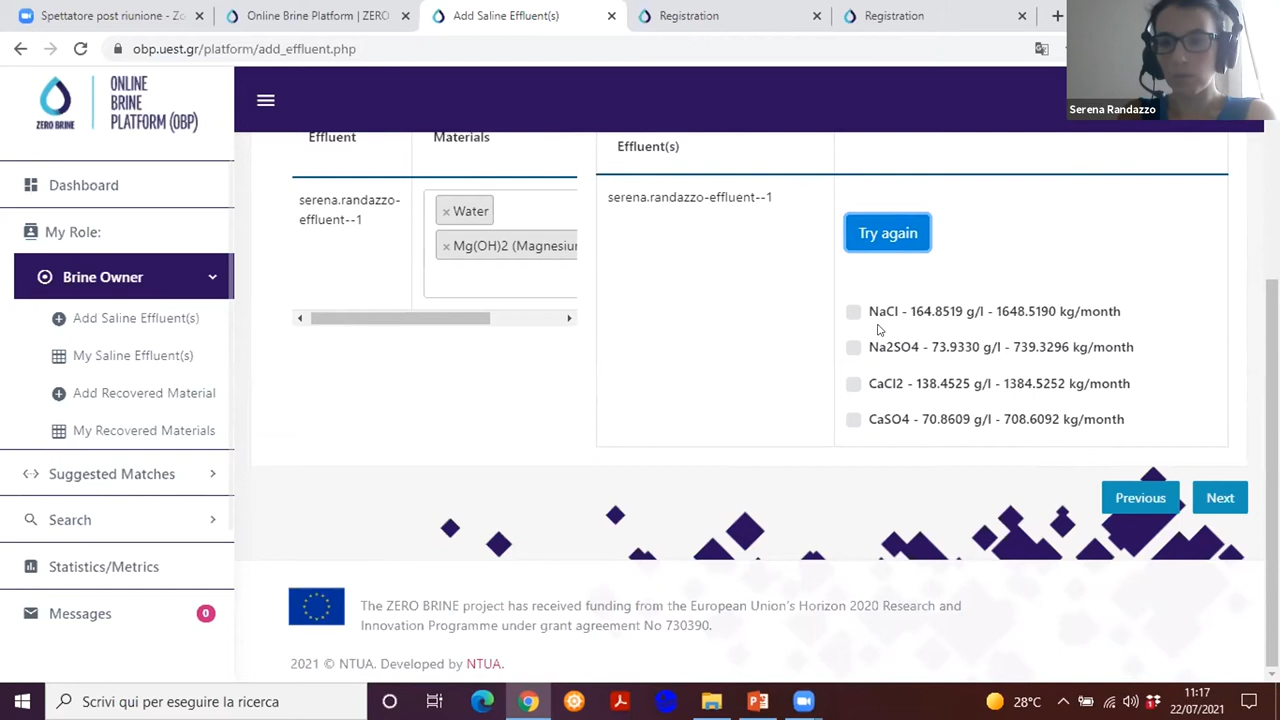 Spettatore post riunione - Zo
Online Brine Platform | ZERO
Add Saline Effluent(s)
Registration
Registration
obp.uest.gr/platform/add_effluent.php
ZERO BRINE
ONLINE
BRINE
PLATFORM (OBP)
Serena Randazzo
Dashboard
My Role:
Brine Owner
Add Saline Effluent(s)
My Saline Effluent(s)
Add Recovered Material
My Recovered Materials
Suggested Matches
Search
Statistics/Metrics
Messages
0
Effluent
Materials
serena.randazzo-
effluent--1
× Water
× Mg(OH)2 (Magnesiu
Effluent(s)
serena.randazzo-effluent--1
Try again
NaCl - 164.8519 g/l - 1648.5190 kg/month
Na2SO4 - 73.9330 g/l - 739.3296 kg/month
CaCl2 - 138.4525 g/l - 1384.5252 kg/month
CaSO4 - 70.8609 g/l - 708.6092 kg/month
Previous
Next
The ZERO BRINE project has received funding from the European Union's Horizon 2020 Research and
Innovation Programme under grant agreement No 730390.
2021 © NTUA. Developed by NTUA.
Scrivi qui per eseguire la ricerca
28°C
11:17
22/07/2021